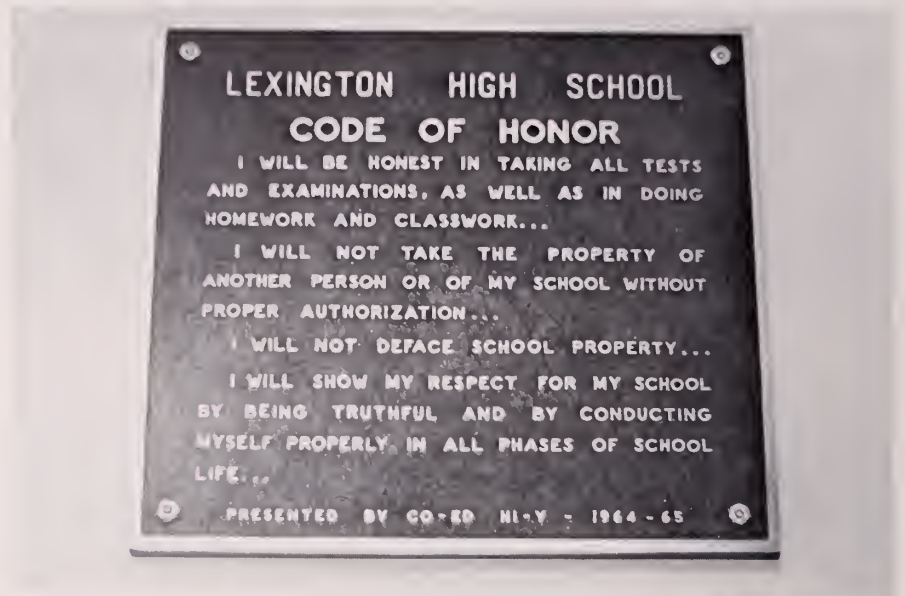 LEXINGTON HIGH SCHOOL
CODE OF HONOR
I WILL BE HONEST IN TAKING ALL TESTS
AND EXAMINATIONS, AS WELL AS IN DOING
HOMEWORK AND CLASSWORK...
I WILL NOT TAKE THE PROPERTY OF
ANOTHER PERSON OR OF MY SCHOOL WITHOUT
PROPER AUTHORIZATION...
I WILL NOT DEFACE SCHOOL PROPERTY...
I WILL SHOW MY RESPECT FOR MY SCHOOL
BY BEING TRUTHFUL AND BY CONDUCTING
MYSELF PROPERLY IN ALL PHASES OF SCHOOL
LIFE...
PRESENTED BY CO-ED HI-Y - 1964-65